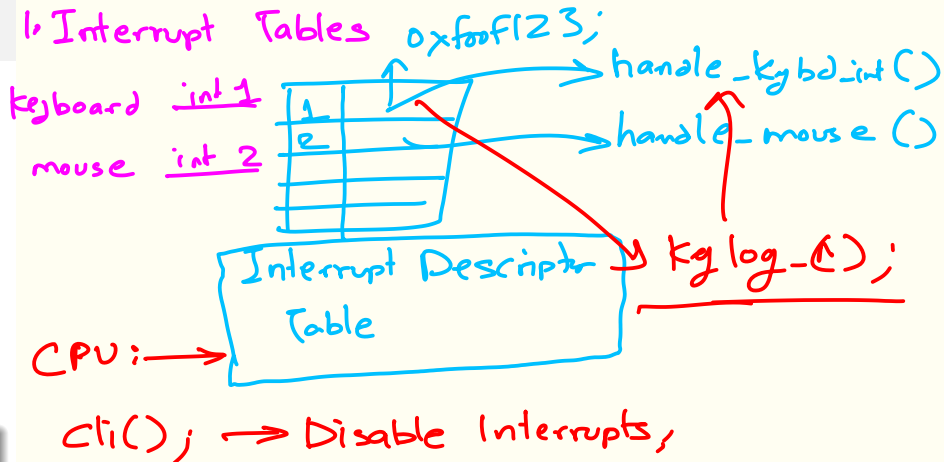 1. Interrupt Tables 0xf00f123;
handle_kybd_int()
keyboard int 1
1
2
handle_mouse()
mouse int 2
Interrupt Descriptor
Table
kylog_();
CPU:
cli(); → Disable Interrupts,